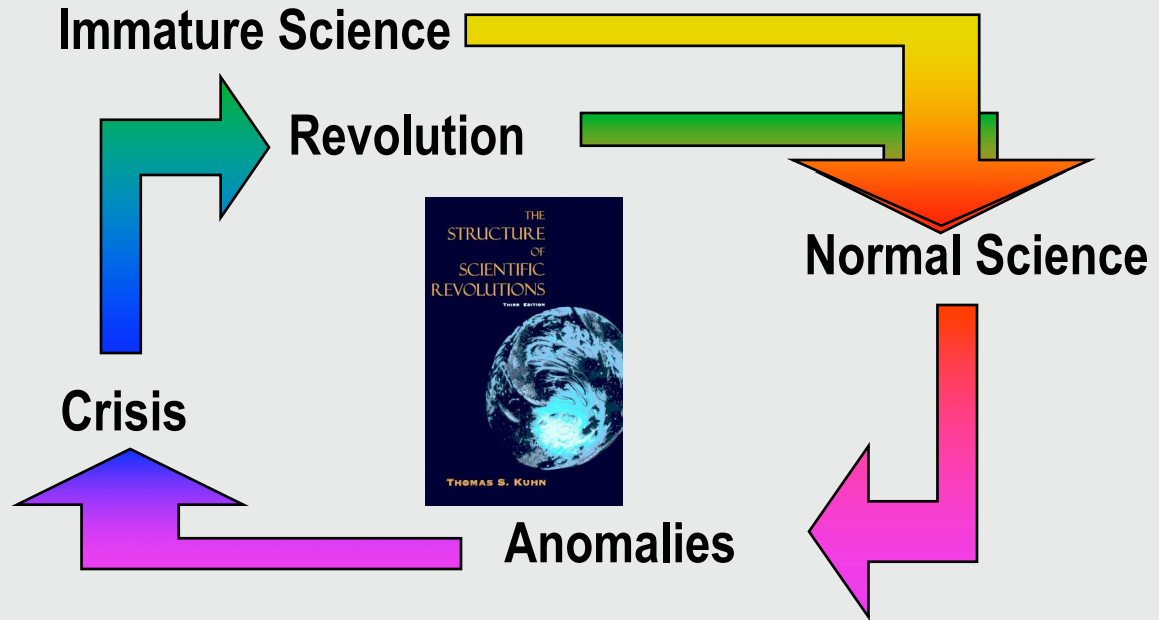 Immature Science
Revolution
THE
STRUCTURE
OF
SCIENTIFIC
REVOLUTIONS
THIRD EDITION
THOMAS S. KUHN
Normal Science
Crisis
Anomalies